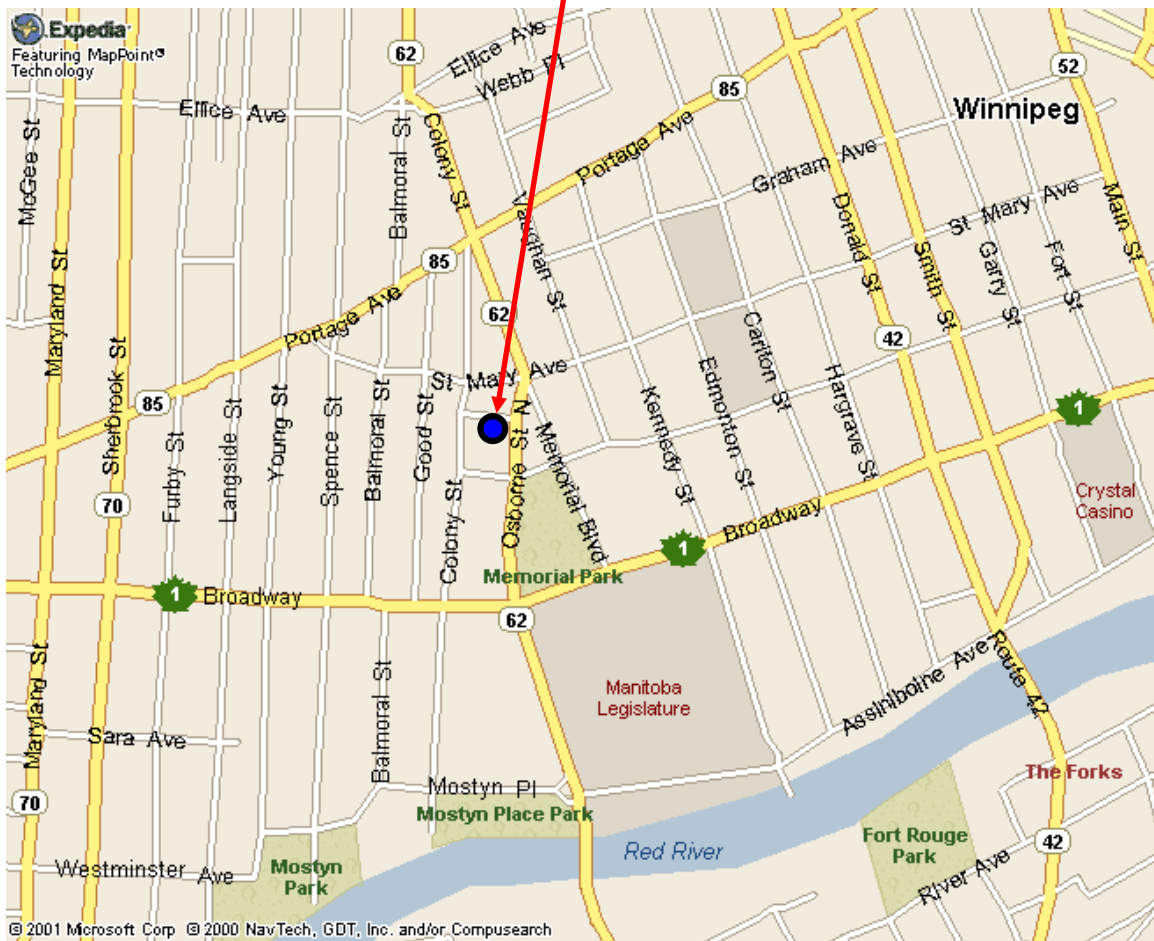 Expedia
Featuring MapPoint®
Technology
62
Ellice Ave
Webb Pl
85
52
Winnipeg
Ellice Ave
McGee St
Balmoral St
Colony St
Portage Ave
Graham Ave
St Mary Ave
Main St
Vaughan St
Donald St
Smith St
Garry St
Fort St
85
Maryland St
Sherbrook St
Portage Ave
62
42
St Mary Ave
Carlton St
Edmonton St
Hargrave St
Kennedy St
85
1
Furby St
Langside St
Young St
Spence St
Balmoral St
Good St
Colony St
Osborne St N
Memorial Blvd
70
Crystal
Casino
Broadway
1
Memorial Park
1
Broadway
62
Maryland St
Manitoba
Legislature
Assiniboine Ave
Route 42
Sara Ave
Balmoral St
70
Mostyn Pl
Mostyn Place Park
The Forks
Fort Rouge
Park
42
Red River
River Ave
Westminster Ave
Mostyn
Park
© 2001 Microsoft Corp © 2000 NavTech, GDT, Inc. and/or Compusearch